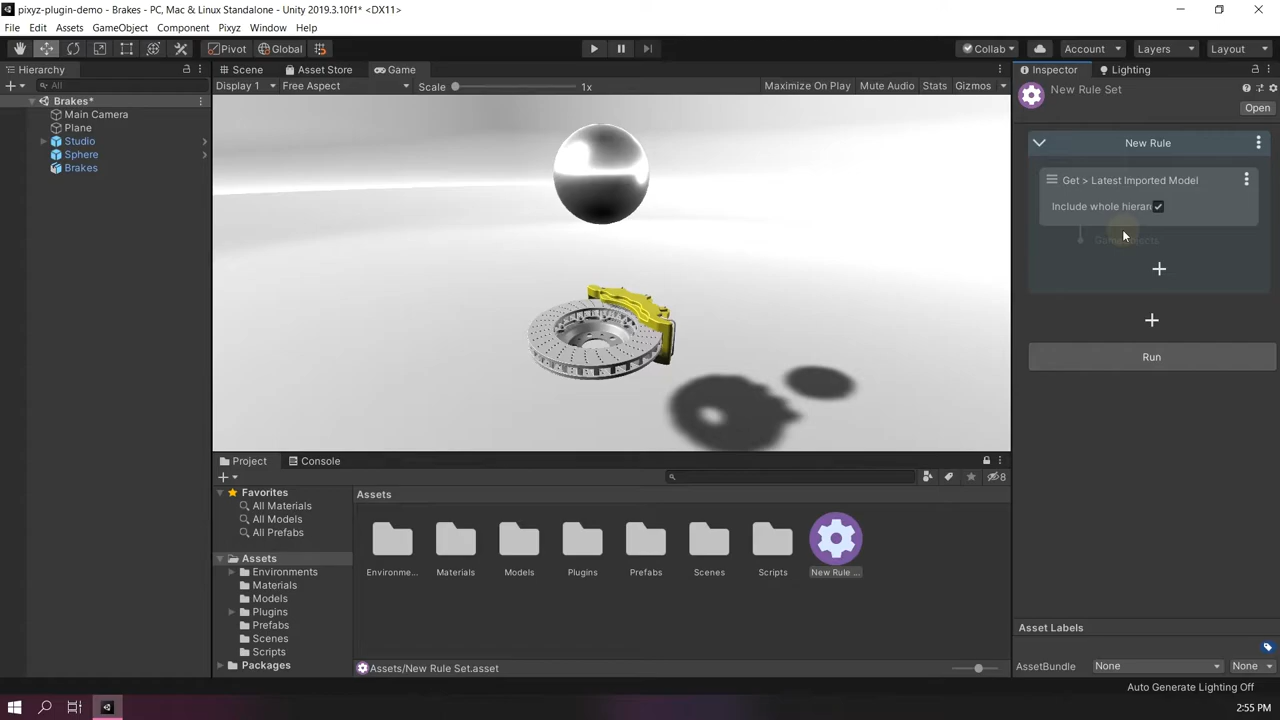 pixyz-plugin-demo - Brakes - PC, Mac & Linux Standalone - Unity 2019.3.10f1* <DX11>
File Edit Assets GameObject Component Pixyz Window Help
Pivot Global Collab Account Layers Layout
Hierarchy
All
Brakes*
Main Camera
Plane
Studio
Sphere
Brakes
Scene Asset Store Game
Display 1 Free Aspect Scale 1x Maximize On Play Mute Audio Stats Gizmos
Inspector Lighting
New Rule Set
Open
New Rule
Get > Latest Imported Model
Include whole hierar
GameObjects
Run
Project Console
8
Favorites
All Materials
All Models
All Prefabs
Assets
Environments
Materials
Models
Plugins
Prefabs
Scenes
Scripts
Packages
Assets
Environme... Materials Models Plugins Prefabs Scenes Scripts New Rule ...
Assets/New Rule Set.asset
Asset Labels
AssetBundle None None
Auto Generate Lighting Off
2:55 PM